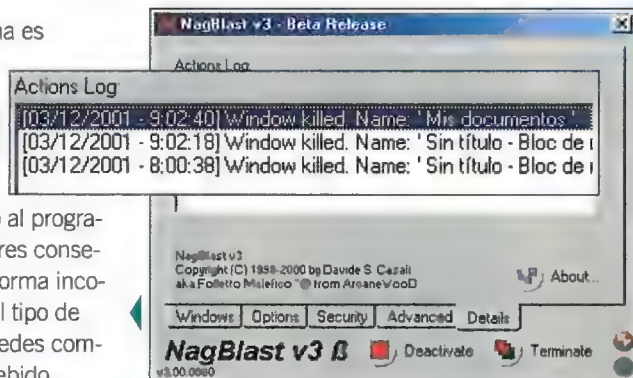 na es
NagBlast v3 - Beta Release
Actions Log
Actions Log
[03/12/2001 - 9:02:40] Window killed. Name: 'Mis documentos'.
[03/12/2001 - 9:02:18] Window killed. Name: 'Sin título - Bloc de
[03/12/2001 - 8:00:38] Window killed. Name: 'Sin título - Bloc de
al progra-
res conse-
orma inco-
l tipo de
edes com-
ebido
NagBlast v3
Copyright (C) 1998-2000 by Davide S. Casali
aka Folletto Malefico @ from ArcaneWooD
About...
Windows Options Security Advanced Details
NagBlast v3 ß Deactivate Terminate
v3.00.0080